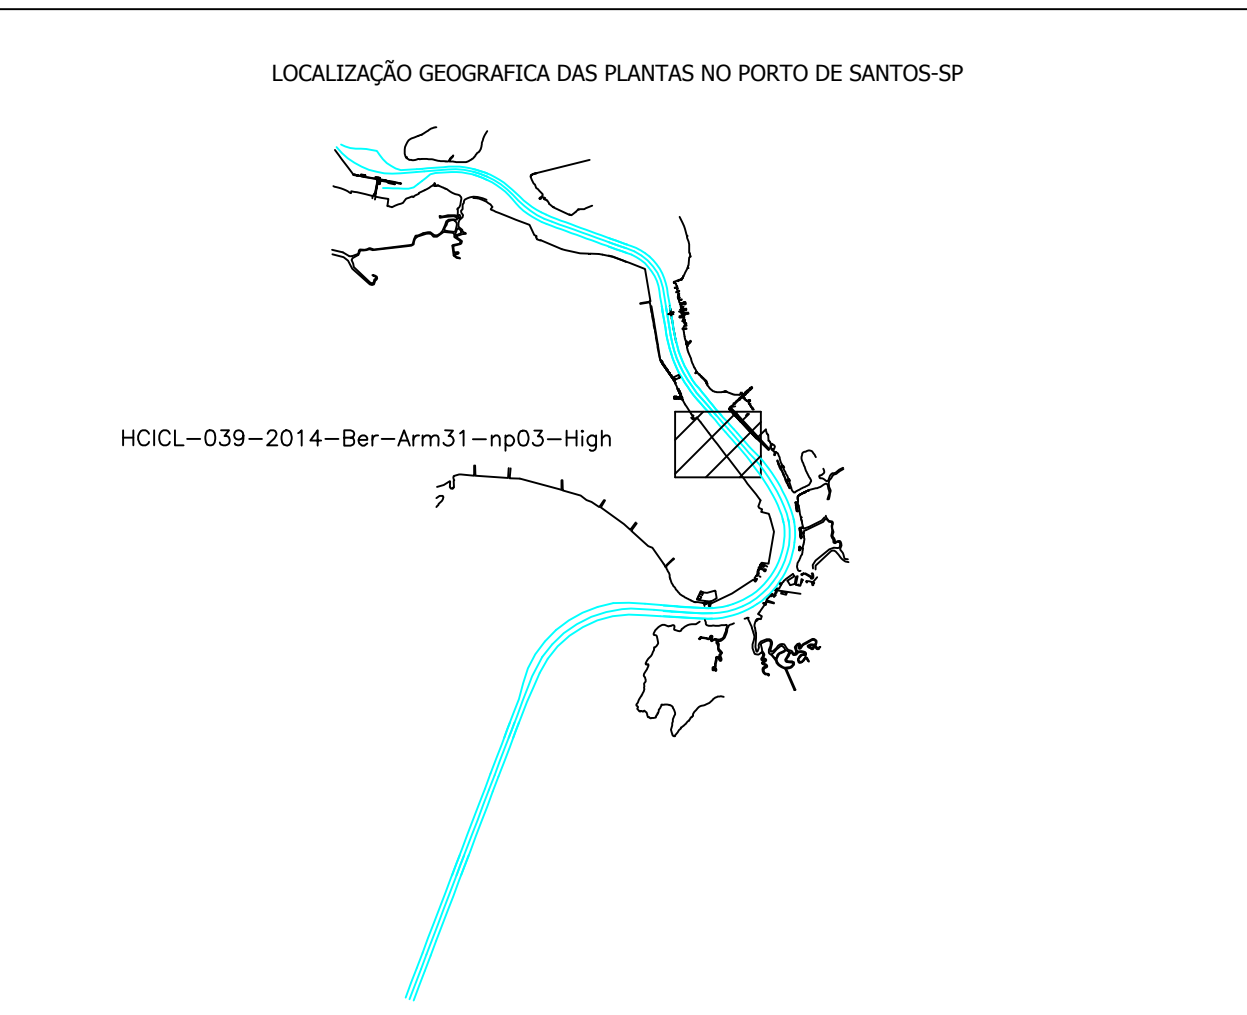 LOCALIZAÇÃO GEOGRAFICA DAS PLANTAS NO PORTO DE SANTOS-SP
HCICL-039-2014-Ber-Arm31-np03-High